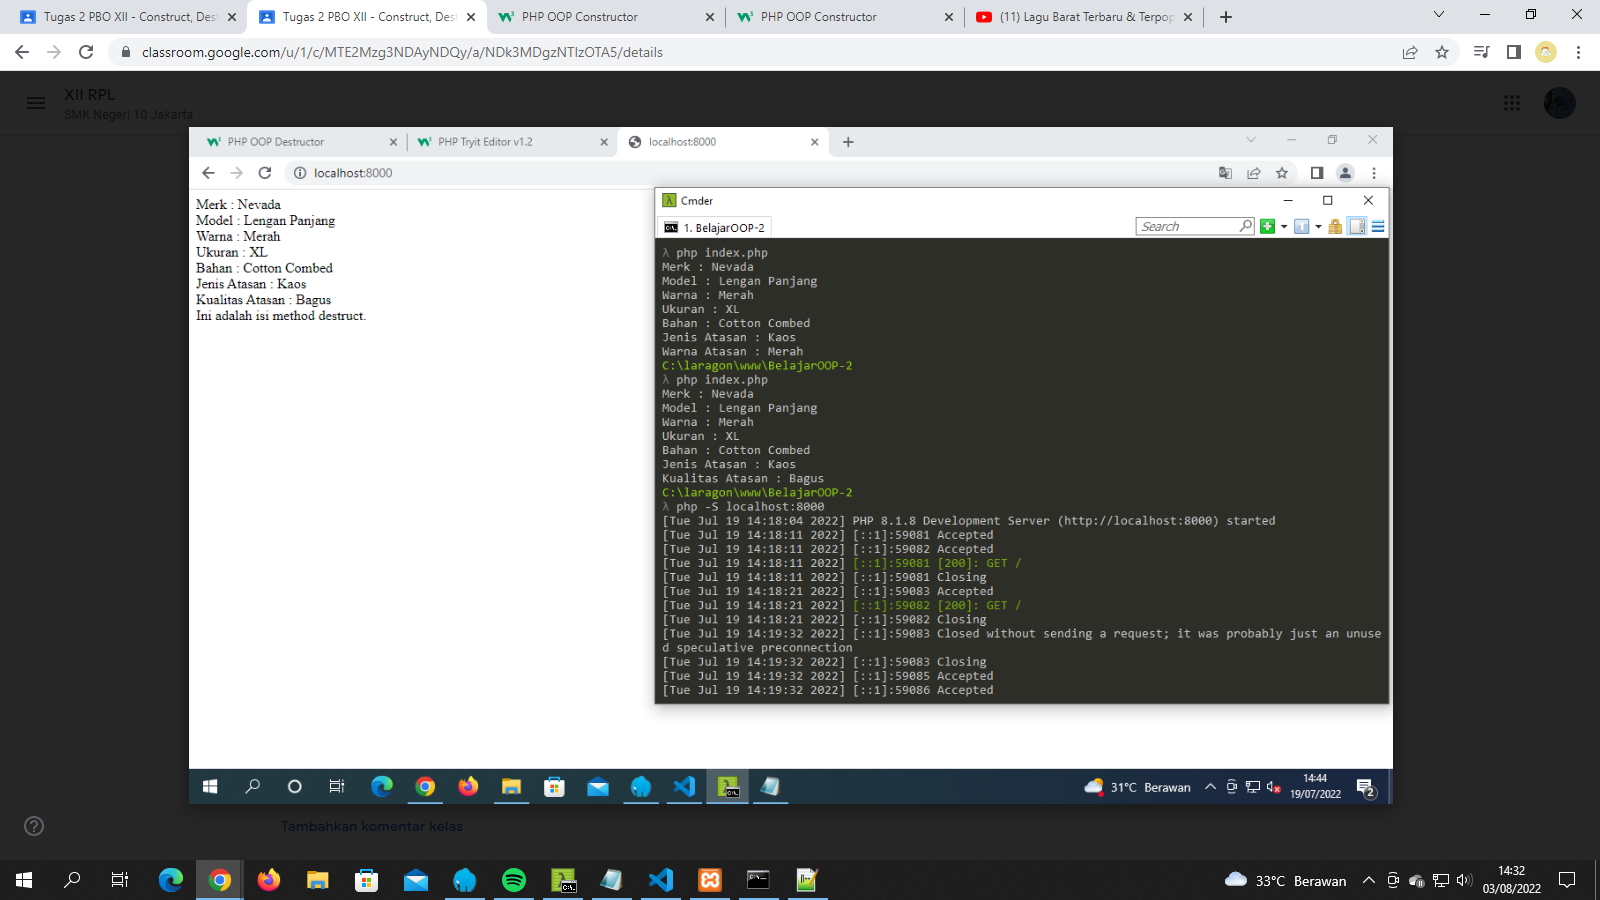 Tugas 2 PBO XII - Construct, Dest
Tugas 2 PBO XII - Construct, Dest
PHP OOP Constructor
PHP OOP Constructor
(11) Lagu Barat Terbaru & Terpop
classroom.google.com/u/1/c/MTE2Mzg3NDAyNDQy/a/NDk3MDgzNTIzOTA5/details
XII RPL
SMK Negeri 10 Jakarta
PHP OOP Destructor
PHP Tryit Editor v1.2
localhost:8000
localhost:8000
Merk : Nevada
Model : Lengan Panjang
Warna : Merah
Ukuran : XL
Bahan : Cotton Combed
Jenis Atasan : Kaos
Kualitas Atasan : Bagus
Ini adalah isi method destruct.
Cmder
1. BelajarOOP-2
Search
λ php index.php
Merk : Nevada
Model : Lengan Panjang
Warna : Merah
Ukuran : XL
Bahan : Cotton Combed
Jenis Atasan : Kaos
Warna Atasan : Merah
C:\laragon\www\BelajarOOP-2
λ php index.php
Merk : Nevada
Model : Lengan Panjang
Warna : Merah
Ukuran : XL
Bahan : Cotton Combed
Jenis Atasan : Kaos
Kualitas Atasan : Bagus
C:\laragon\www\BelajarOOP-2
λ php -S localhost:8000
[Tue Jul 19 14:18:04 2022] PHP 8.1.8 Development Server (http://localhost:8000) started
[Tue Jul 19 14:18:11 2022] [::1]:59081 Accepted
[Tue Jul 19 14:18:11 2022] [::1]:59082 Accepted
[Tue Jul 19 14:18:11 2022] [::1]:59081 [200]: GET /
[Tue Jul 19 14:18:11 2022] [::1]:59081 Closing
[Tue Jul 19 14:18:21 2022] [::1]:59083 Accepted
[Tue Jul 19 14:18:21 2022] [::1]:59082 [200]: GET /
[Tue Jul 19 14:18:21 2022] [::1]:59082 Closing
[Tue Jul 19 14:19:32 2022] [::1]:59083 Closed without sending a request; it was probably just an unuse
d speculative preconnection
[Tue Jul 19 14:19:32 2022] [::1]:59083 Closing
[Tue Jul 19 14:19:32 2022] [::1]:59085 Accepted
[Tue Jul 19 14:19:32 2022] [::1]:59086 Accepted
31°C Berawan
14:44
19/07/2022
2
Tambahkan komentar kelas
33°C Berawan
14:32
03/08/2022